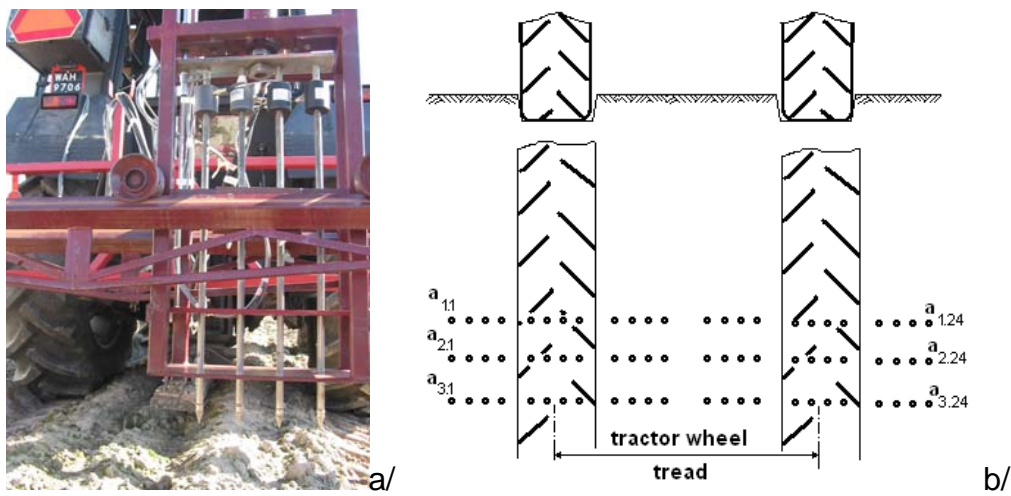 WAH
9706
a/
a1.1
a1.24
a2.1
a2.24
a3.1
a3.24
tractor wheel
tread
b/